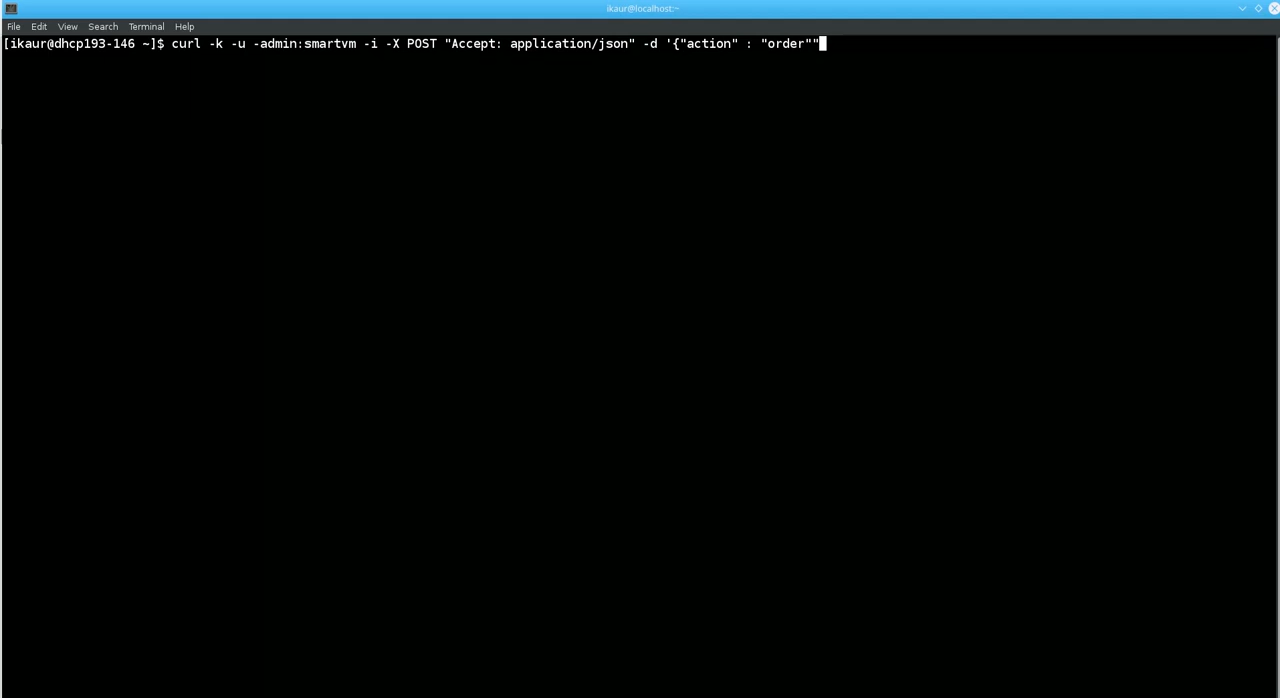 ikaur@localhost:~
File Edit View Search Terminal Help
[ikaur@dhcp193-146 ~]$ curl -k -u -admin:smartvm -i -X POST "Accept: application/json" -d '{"action" : "order""